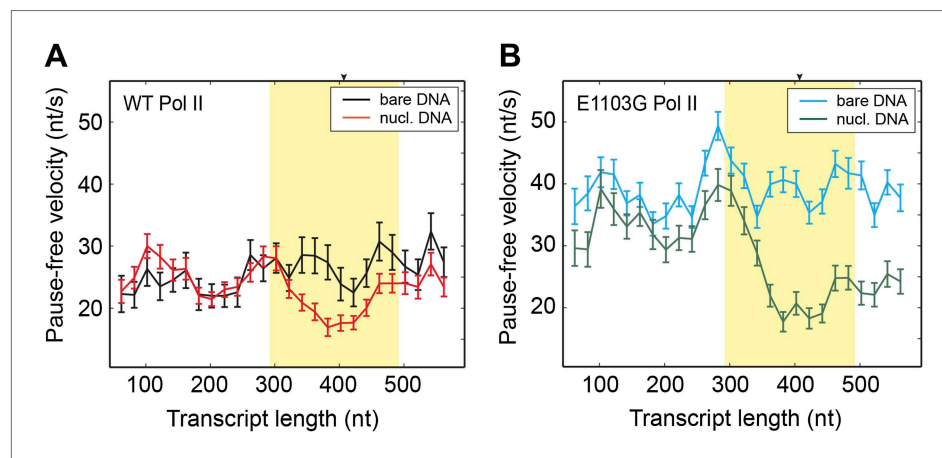 A
B
WT Pol II
bare DNA
nucl. DNA
E1103G Pol II
bare DNA
nucl. DNA
Pause-free velocity (nt/s)
50
40
30
20
100 200 300 400 500
Transcript length (nt)
Pause-free velocity (nt/s)
50
40
30
20
100 200 300 400 500
Transcript length (nt)